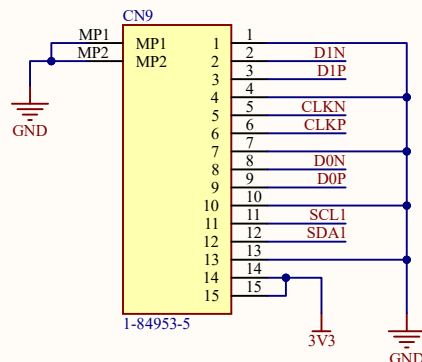 CN9
MP1 MP1 1 1
MP2 MP2 2 2 D1N
3 3 D1P
4 4
5 5 CLKN
6 6 CLKP
7 7
8 8 D0N
9 9 D0P
10 10
11 11 SCL1
12 12 SDA1
13 13
14 14
15 15
GND
1-84953-5
3V3
GND